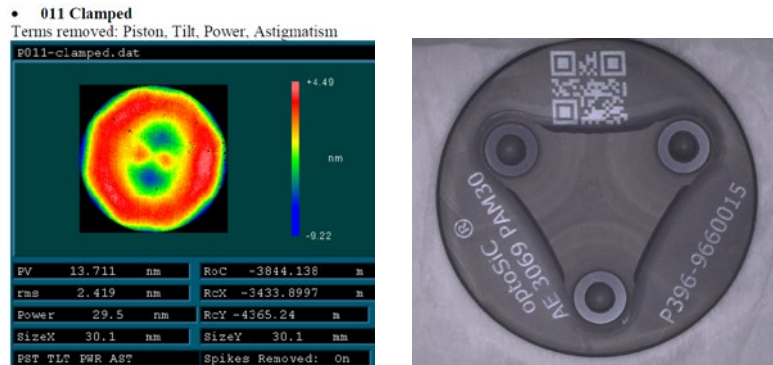 • 011 Clamped
Terms removed: Piston, Tilt, Power, Astigmatism
P011-clamped.dat
+4.49
nm
-9.22
PV 13.711 nm
RoC -3844.138 m
rms 2.419 nm
RcX -3433.8997 m
Power 29.5 nm
RcY -4365.24 m
SizeX 30.1 mm
SizeY 30.1 mm
PST TLT PWR AST
Spikes Removed: On
optoSiC ®
AE 3069 PAM30
P396-9660015